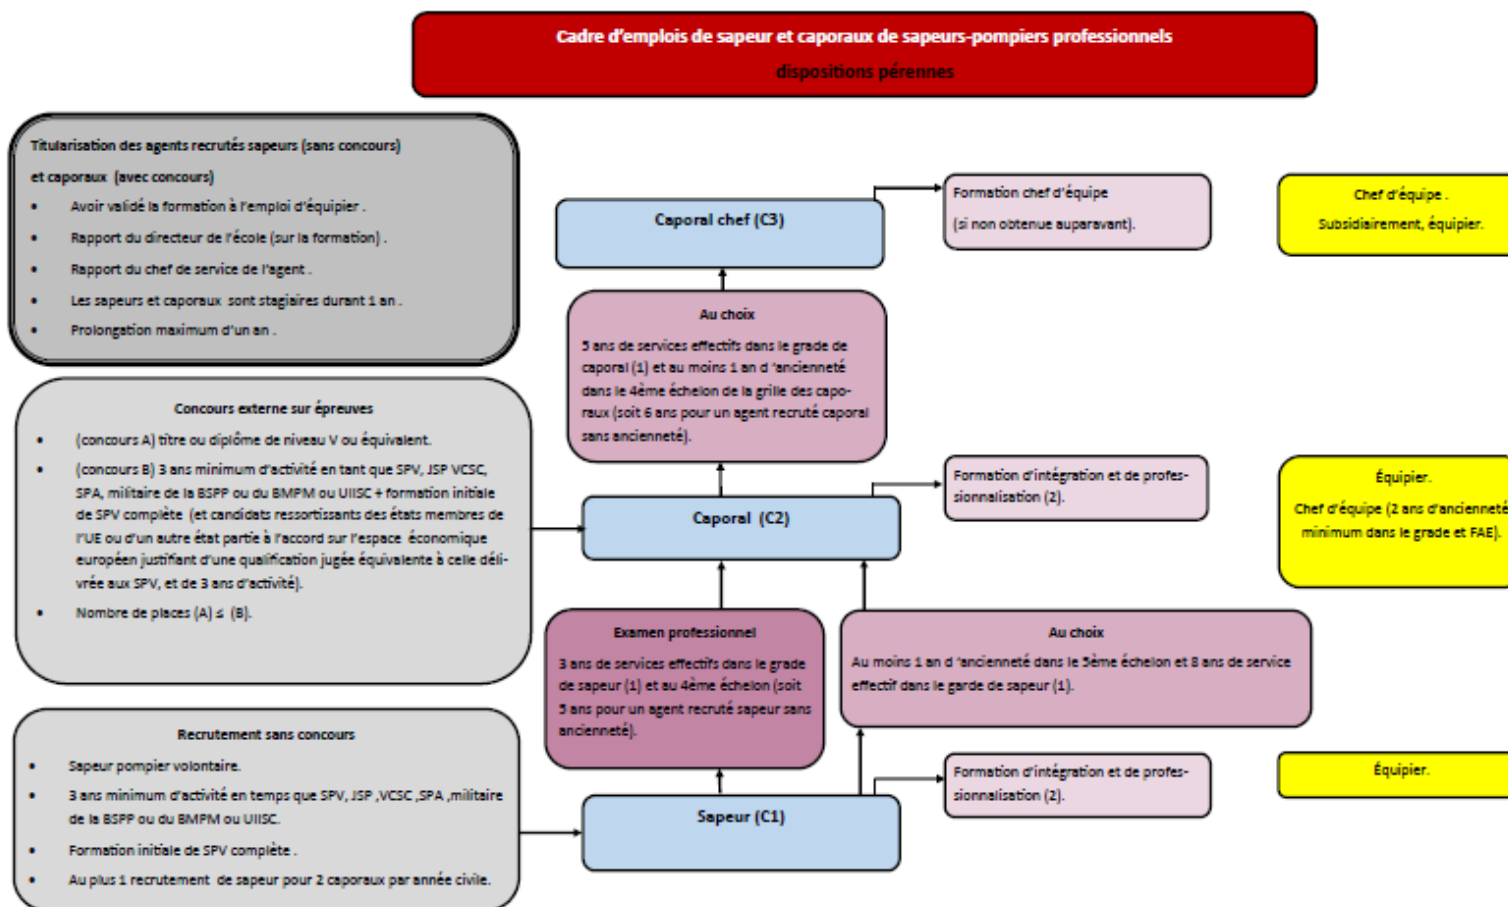 Cadre d'emplois de sapeur et caporaux de sapeurs-pompiers professionnels
dispositions pérennes
Titularisation des agents recrutés sapeurs (sans concours)
et caporaux (avec concours)
• Avoir validé la formation à l'emploi d'équipier .
• Rapport du directeur de l'école (sur la formation) .
• Rapport du chef de service de l'agent .
• Les sapeurs et caporaux sont stagiaires durant 1 an .
• Prolongation maximum d'un an .
Caporal chef (C3)
Formation chef d'équipe
(si non obtenue auparavant).
Chef d'équipe .
Subsidiairement, équipier.
Au choix
5 ans de services effectifs dans le grade de
caporal (1) et au moins 1 an d 'ancienneté
dans le 4ème échelon de la grille des capo-
raux (soit 6 ans pour un agent recruté caporal
sans ancienneté).
Concours externe sur épreuves
• (concours A) titre ou diplôme de niveau V ou équivalent.
• (concours B) 3 ans minimum d'activité en tant que SPV, JSP VCSC,
SPA, militaire de la BSPP ou du BMPM ou UIISC + formation initiale
de SPV complète (et candidats ressortissants des états membres de
l'UE ou d'un autre état partie à l'accord sur l'espace économique
européen justifiant d'une qualification jugée équivalente à celle déli-
vrée aux SPV, et de 3 ans d'activité).
• Nombre de places (A) ≤ (B).
Caporal (C2)
Formation d'intégration et de profes-
sionnalisation (2).
Équipier.
Chef d'équipe (2 ans d'ancienneté
minimum dans le grade et FAE).
Examen professionnel
3 ans de services effectifs dans le grade
de sapeur (1) et au 4ème échelon (soit
5 ans pour un agent recruté sapeur sans
ancienneté).
Au choix
Au moins 1 an d 'ancienneté dans le 5ème échelon et 8 ans de service
effectif dans le garde de sapeur (1).
Recrutement sans concours
• Sapeur pompier volontaire.
• 3 ans minimum d'activité en temps que SPV, JSP ,VCSC ,SPA ,militaire
de la BSPP ou du BMPM ou UIISC.
• Formation initiale de SPV complète .
• Au plus 1 recrutement de sapeur pour 2 caporaux par année civile.
Sapeur (C1)
Formation d'intégration et de profes-
sionnalisation (2).
Équipier.